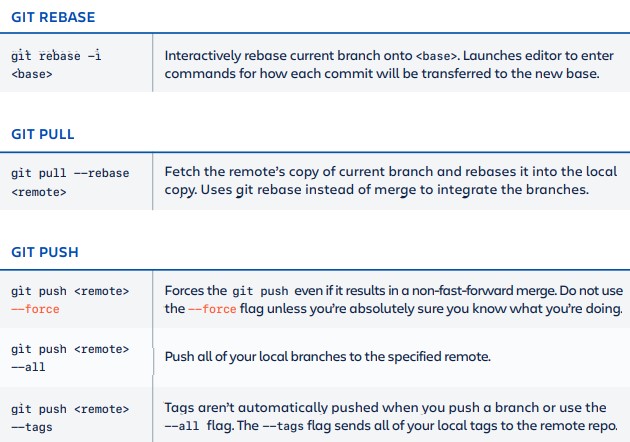 GIT REBASE
git rebase -i
<base>
Interactively rebase current branch onto <base>. Launches editor to enter
commands for how each commit will be transferred to the new base.
GIT PULL
git pull --rebase
<remote>
Fetch the remote’s copy of current branch and rebases it into the local
copy. Uses git rebase instead of merge to integrate the branches.
GIT PUSH
git push <remote>
--force
Forces the git push even if it results in a non-fast-forward merge. Do not use
the --force flag unless you’re absolutely sure you know what you’re doing.
git push <remote>
--all
Push all of your local branches to the specified remote.
git push <remote>
--tags
Tags aren’t automatically pushed when you push a branch or use the
--all flag. The --tags flag sends all of your local tags to the remote repo.